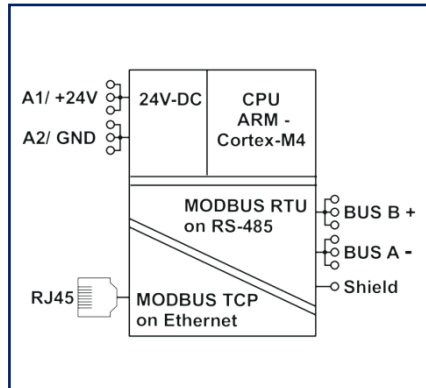 A1/ +24V
A2/ GND
24V-DC
CPU
ARM -
Cortex-M4
MODBUS RTU
on RS-485
BUS B +
BUS A -
Shield
RJ45
MODBUS TCP
on Ethernet